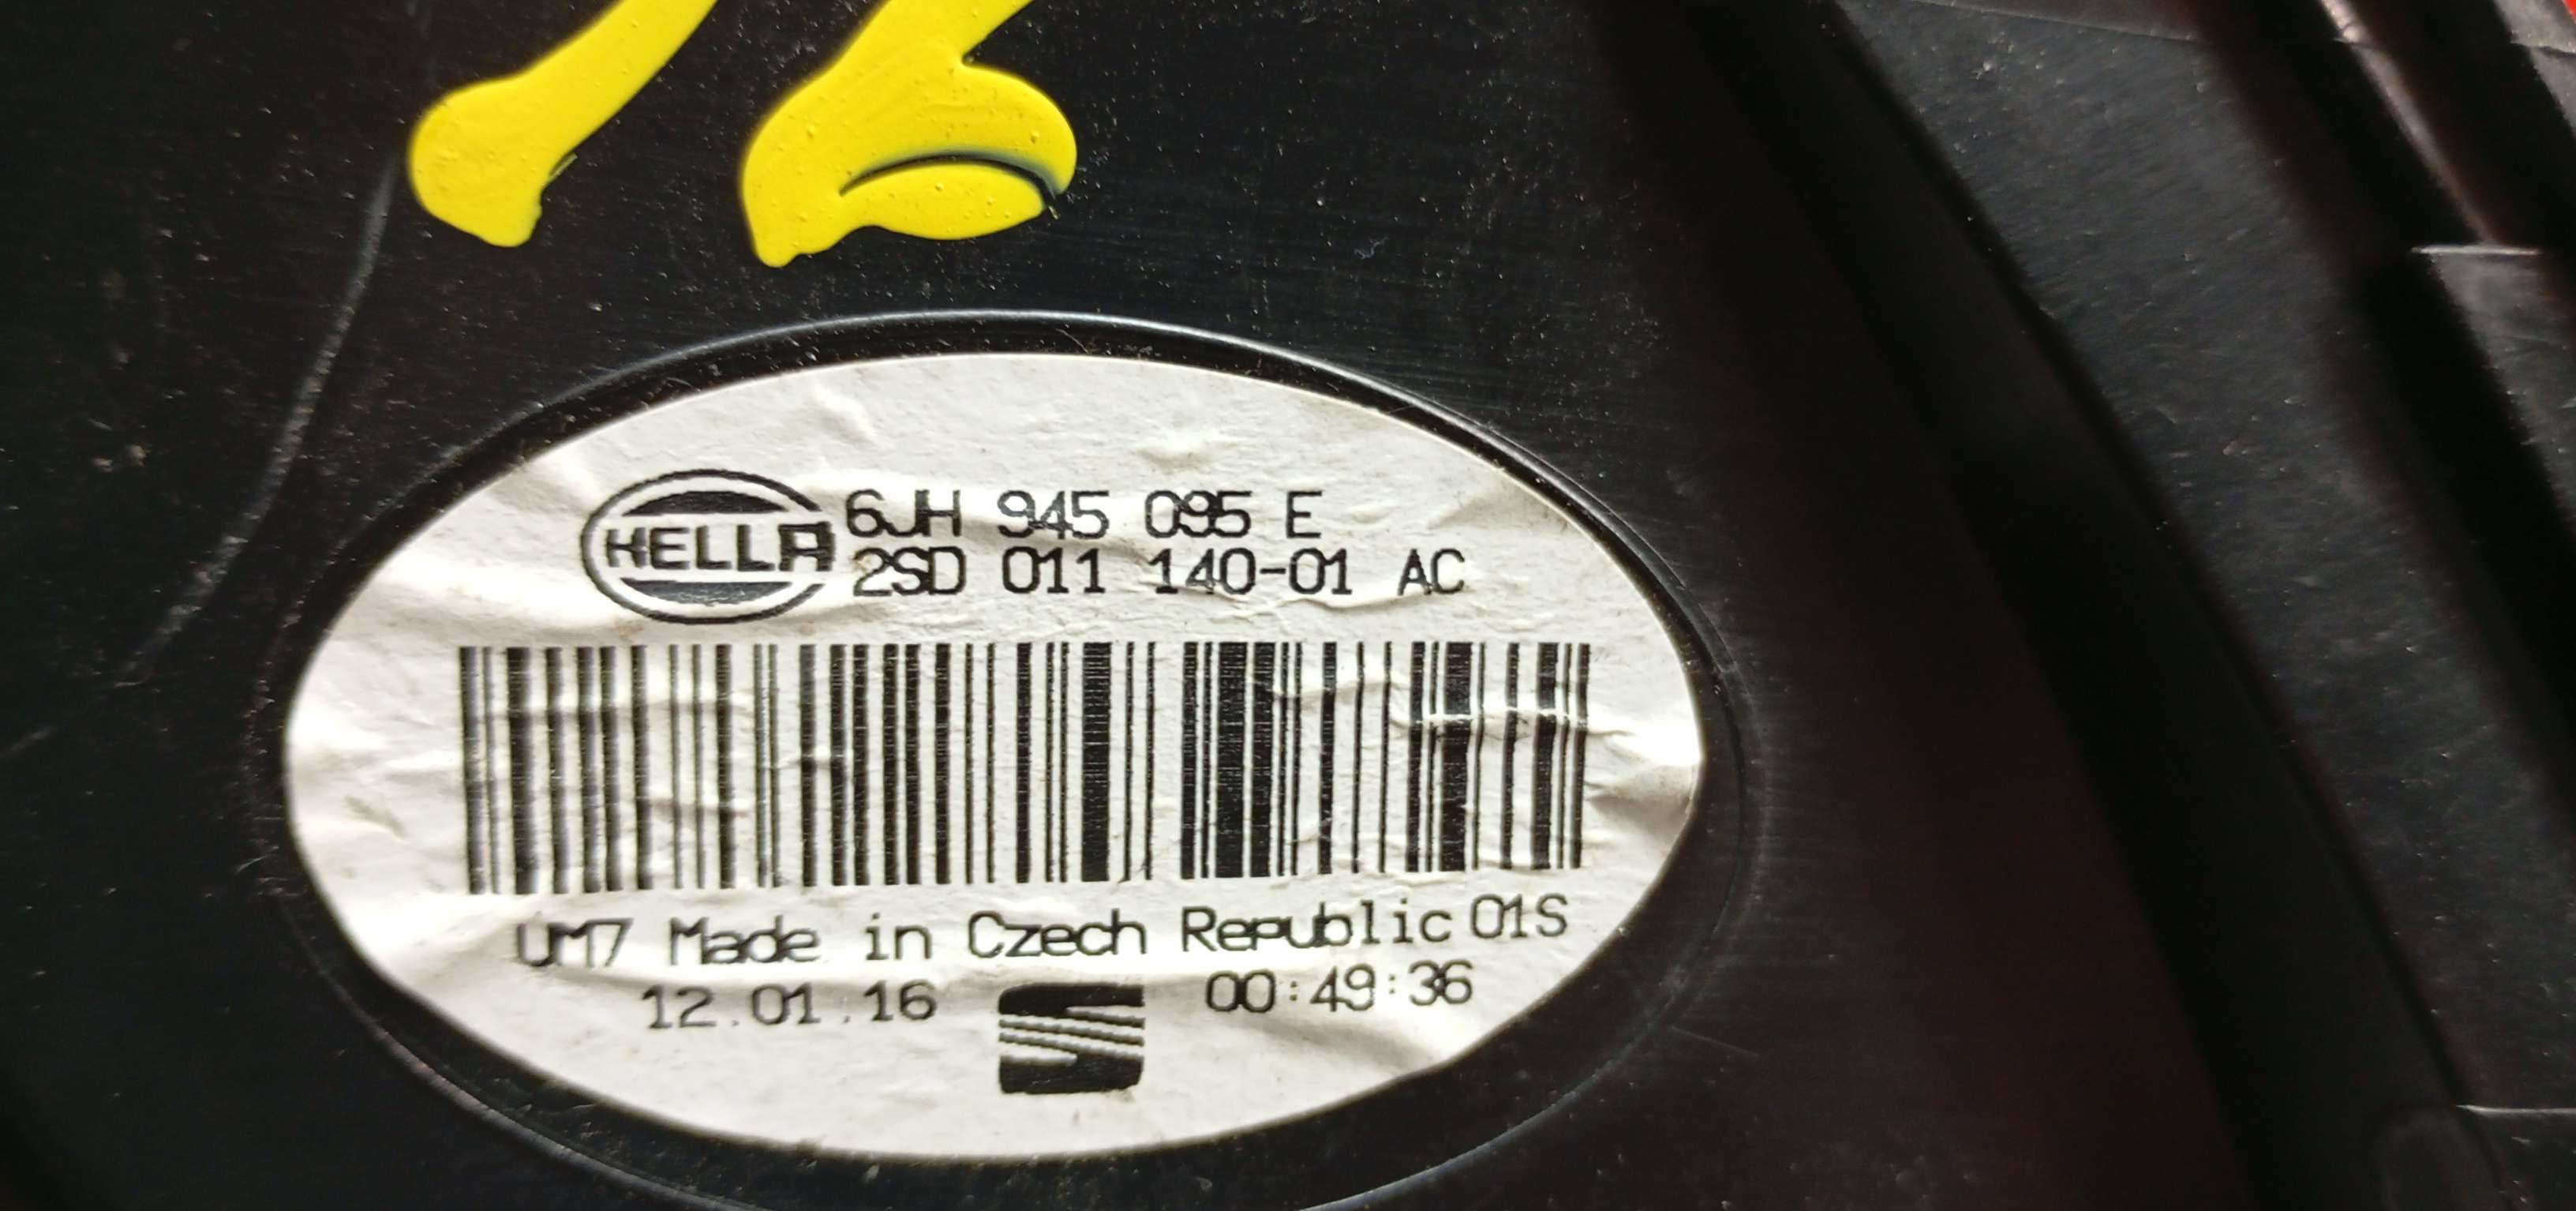 HELLA
6JH 945 095 E
2SD 011 140-01 AC
UM7 Made in Czech Republic 01S
12.01.16
00:49:36